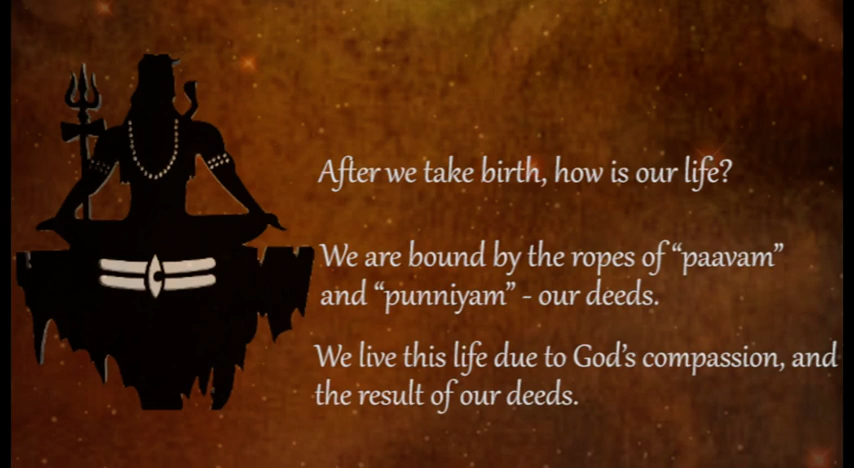 After we take birth, how is our life?
We are bound by the ropes of “paavam”
and “punniyam” - our deeds.
We live this life due to God’s compassion, and
the result of our deeds.